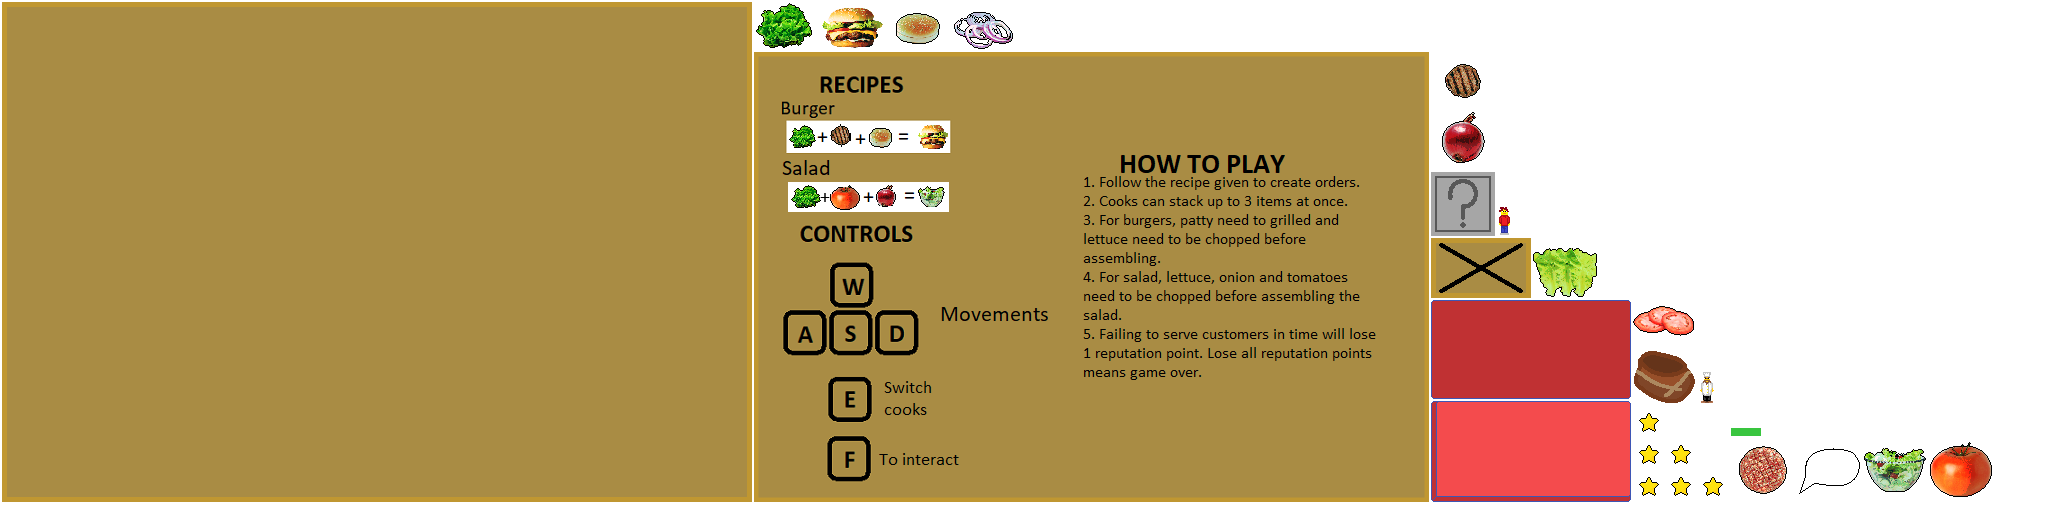 RECIPES
Burger
+ + =
Salad
+ + =
CONTROLS
W
A S D
Movements
E
Switch
cooks
F
To interact
HOW TO PLAY
1. Follow the recipe given to create orders.
2. Cooks can stack up to 3 items at once.
3. For burgers, patty need to grilled and
lettuce need to be chopped before
assembling.
4. For salad, lettuce, onion and tomatoes
need to be chopped before assembling the
salad.
5. Failing to serve customers in time will lose
1 reputation point. Lose all reputation points
means game over.
?